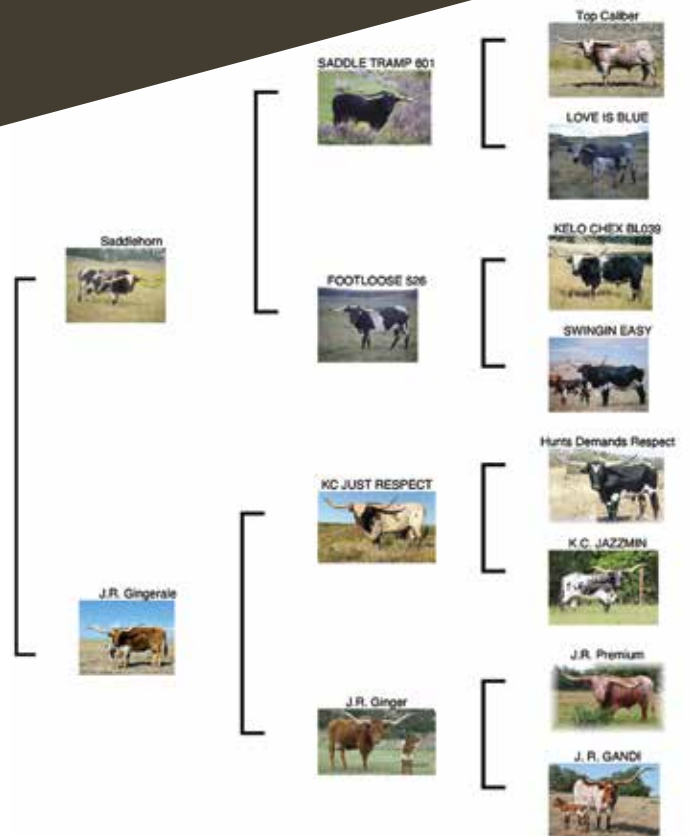 Top Caliber
SADDLE TRAMP 601
LOVE IS BLUE
Saddlehorn
KELO CHEX BL039
FOOTLOOSE 526
SWINGIN EASY
Hunts Demands Respect
KC JUST RESPECT
K.C. JAZZMIN
J.R. Gingerale
J.R. Premium
J.R. Ginger
J. R. GANDI